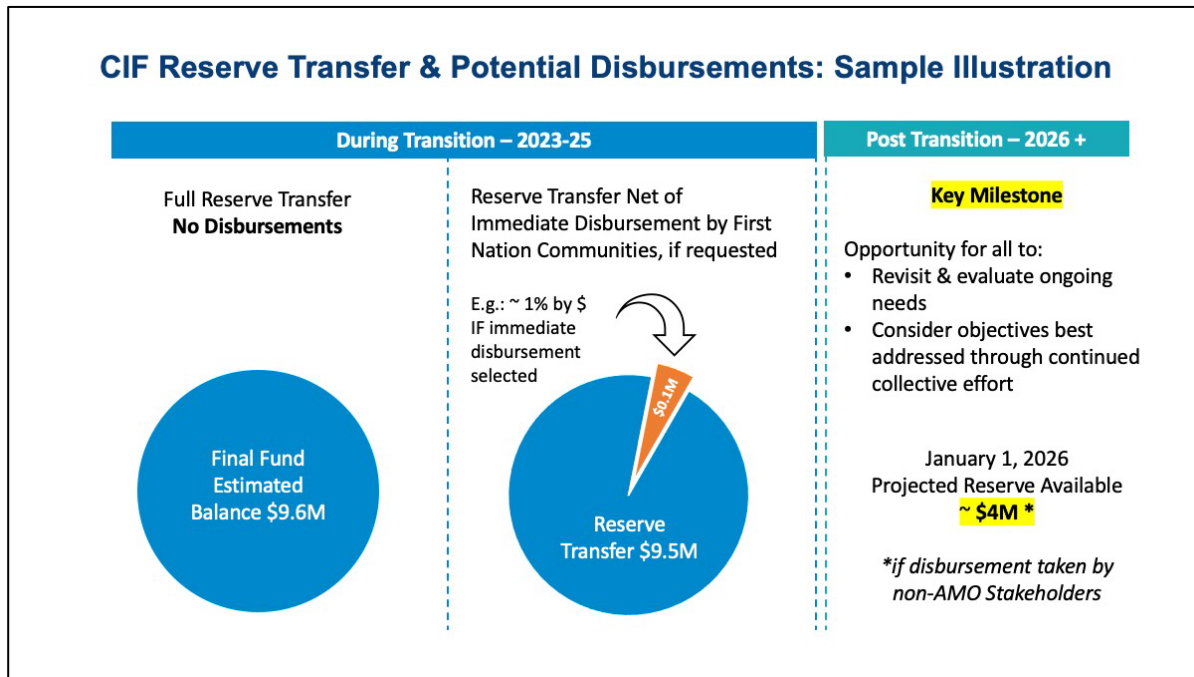 CIF Reserve Transfer & Potential Disbursements: Sample Illustration
During Transition – 2023-25
Full Reserve Transfer
No Disbursements
Final Fund
Estimated
Balance $9.6M
Reserve Transfer Net of
Immediate Disbursement by First
Nation Communities, if requested
E.g.: ~ 1% by $
IF immediate
disbursement
selected
$0.1M
Reserve
Transfer $9.5M
Post Transition – 2026 +
Key Milestone
Opportunity for all to:
• Revisit & evaluate ongoing
needs
• Consider objectives best
addressed through continued
collective effort
January 1, 2026
Projected Reserve Available
~ $4M *
*if disbursement taken by
non-AMO Stakeholders